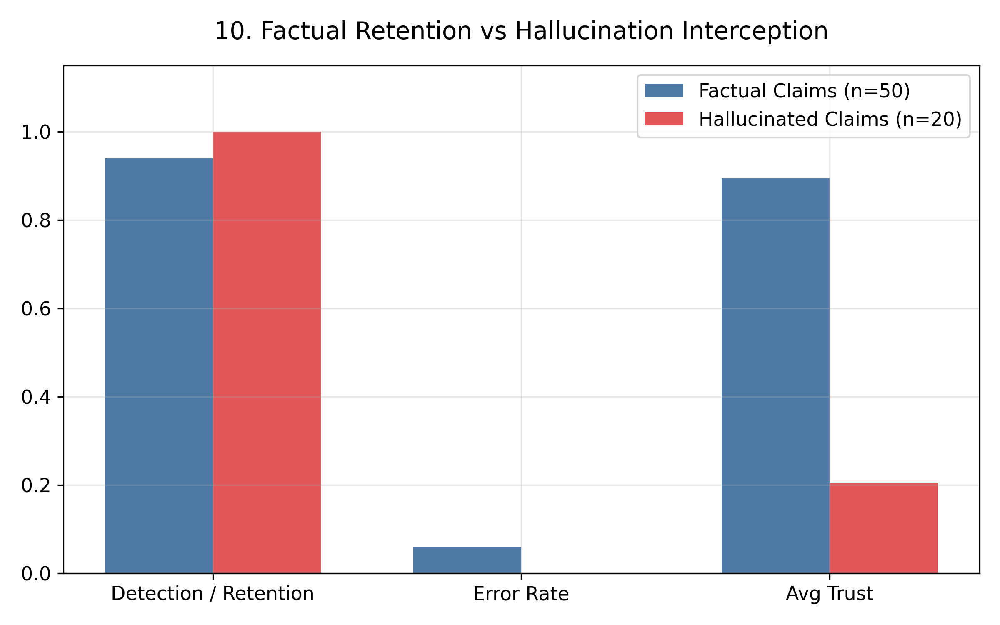 10. Factual Retention vs Hallucination Interception
Factual Claims (n=50)
Hallucinated Claims (n=20)
1.0
0.8
0.6
0.4
0.2
0.0
Detection / Retention
Error Rate
Avg Trust